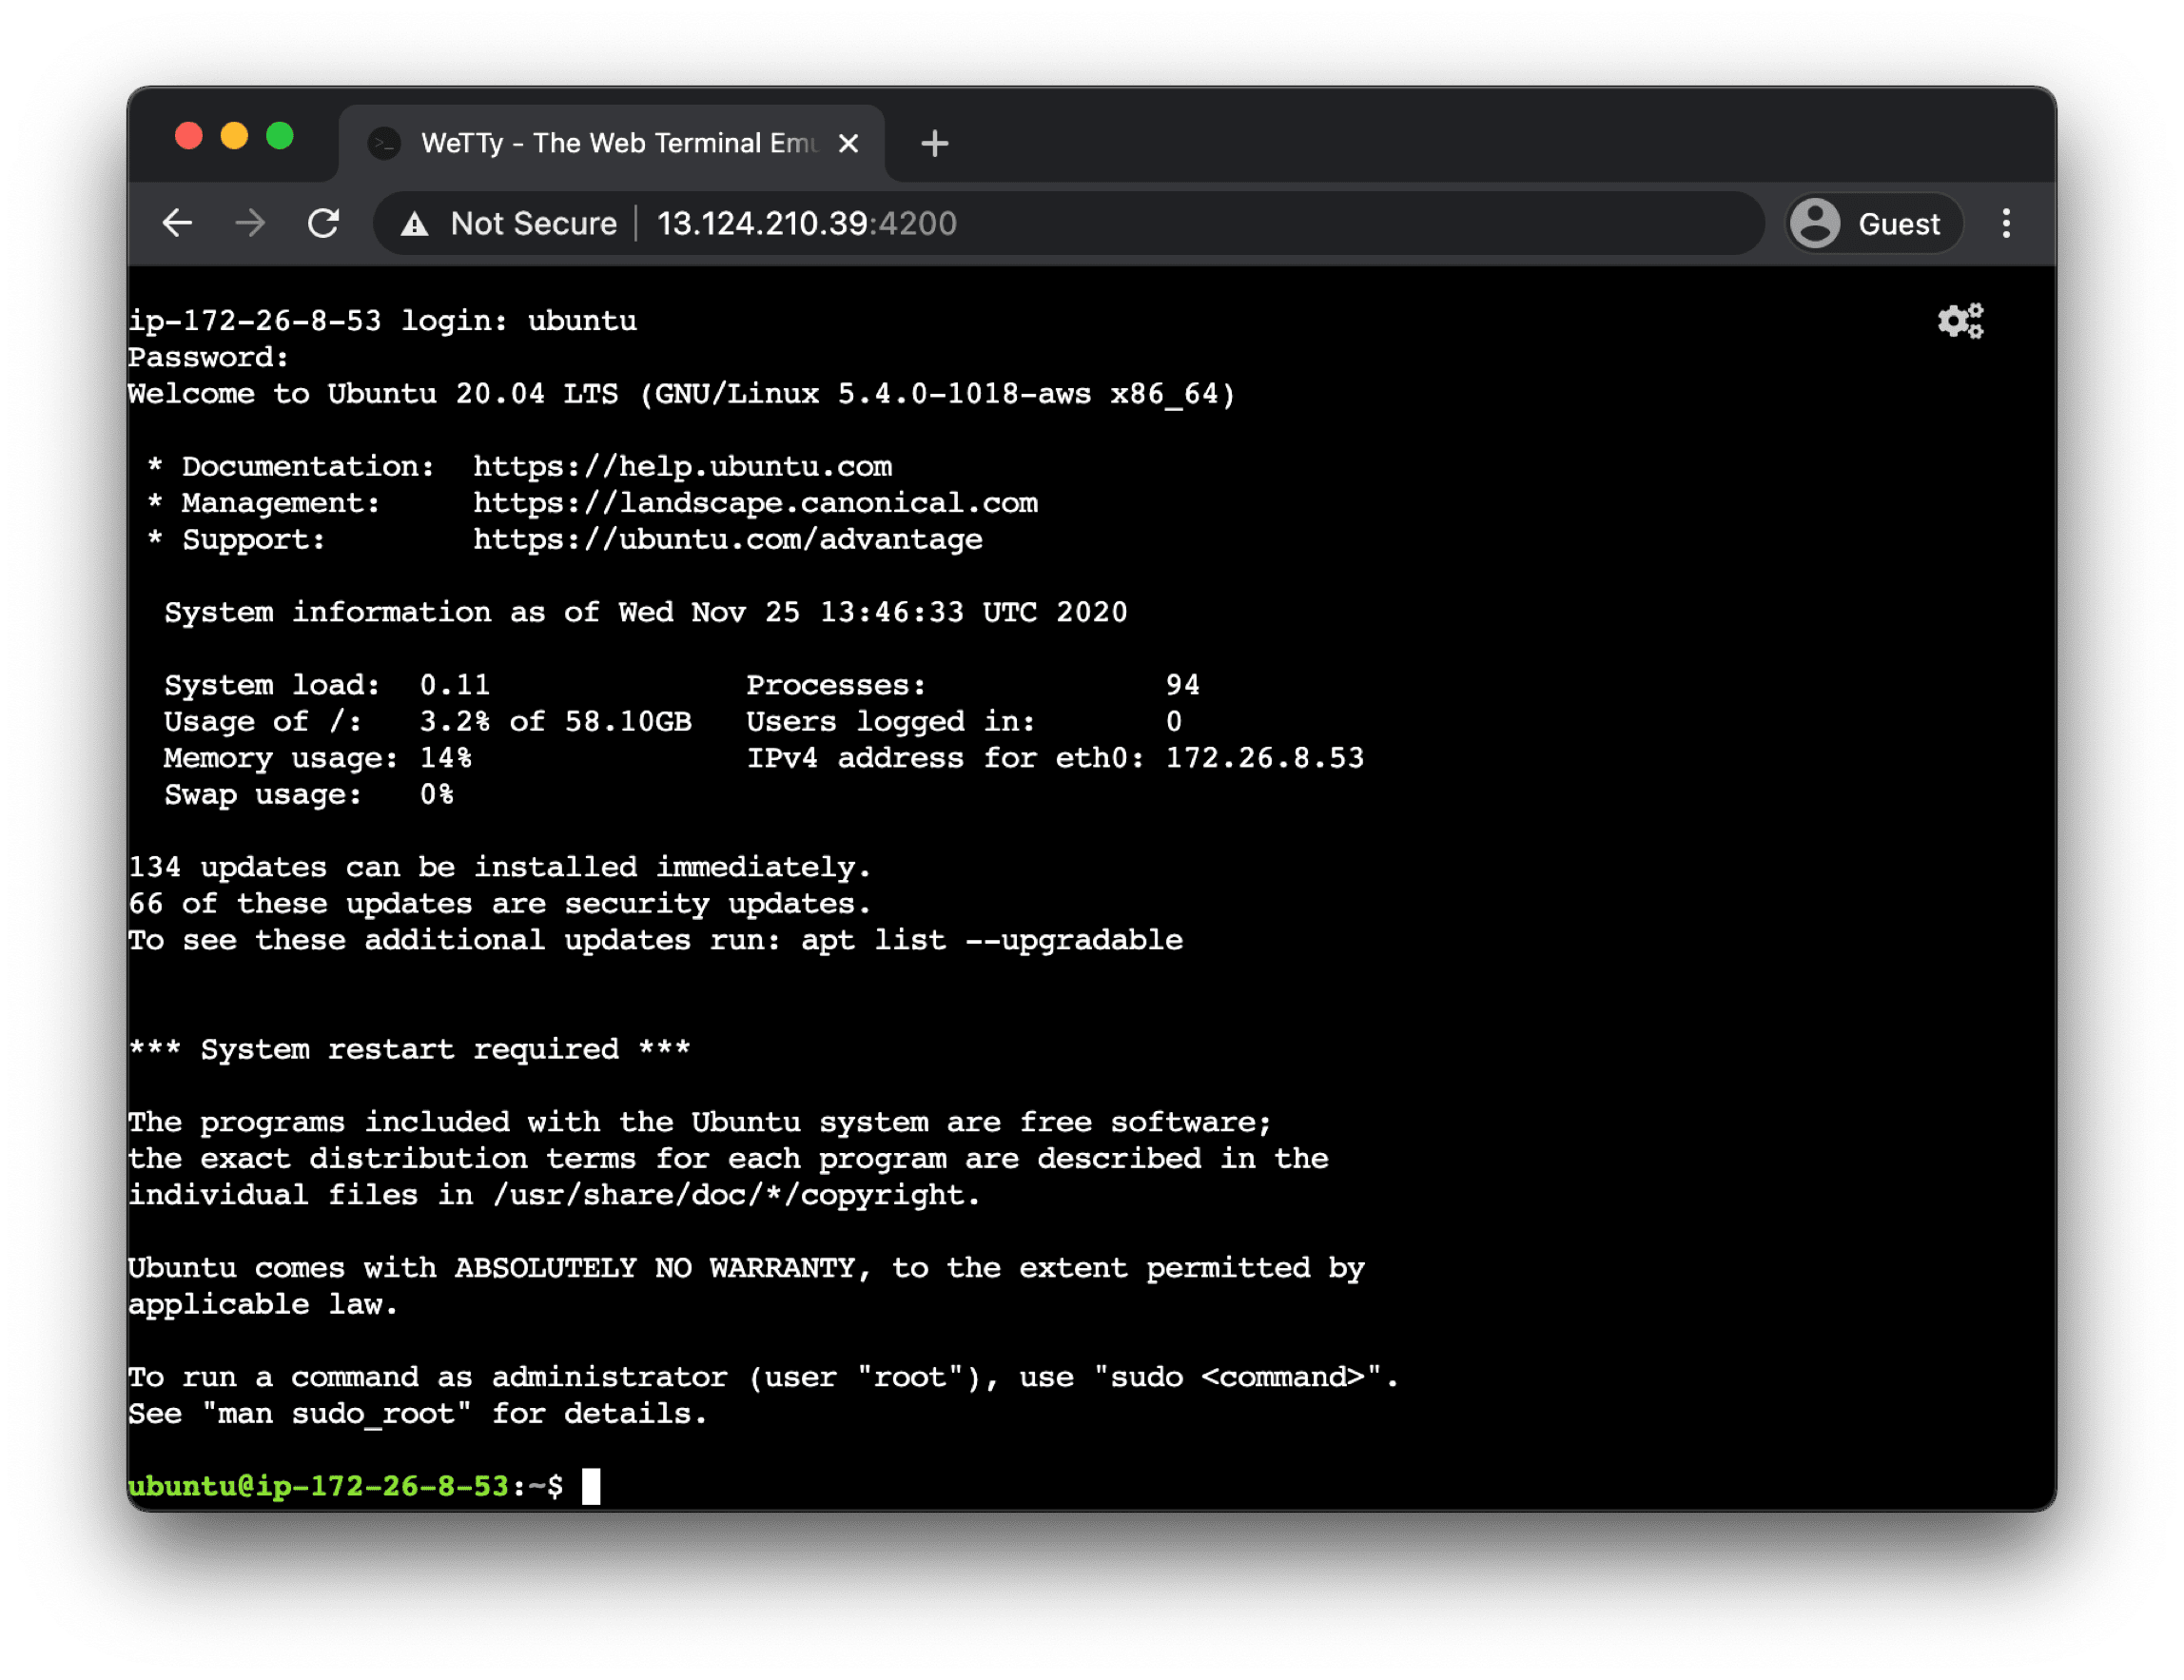 WeTTy - The Web Terminal Emu
Not Secure | 13.124.210.39:4200
Guest
ip-172-26-8-53 login: ubuntu
Password:
Welcome to Ubuntu 20.04 LTS (GNU/Linux 5.4.0-1018-aws x86_64)
* Documentation:  https://help.ubuntu.com
* Management:     https://landscape.canonical.com
* Support:        https://ubuntu.com/advantage
System information as of Wed Nov 25 13:46:33 UTC 2020
System load:  0.11              Processes:             94
Usage of /:   3.2% of 58.10GB   Users logged in:       0
Memory usage: 14%               IPv4 address for eth0: 172.26.8.53
Swap usage:   0%
134 updates can be installed immediately.
66 of these updates are security updates.
To see these additional updates run: apt list --upgradable
*** System restart required ***
The programs included with the Ubuntu system are free software;
the exact distribution terms for each program are described in the
individual files in /usr/share/doc/*/copyright.
Ubuntu comes with ABSOLUTELY NO WARRANTY, to the extent permitted by
applicable law.
To run a command as administrator (user "root"), use "sudo <command>".
See "man sudo_root" for details.
ubuntu@ip-172-26-8-53:~$